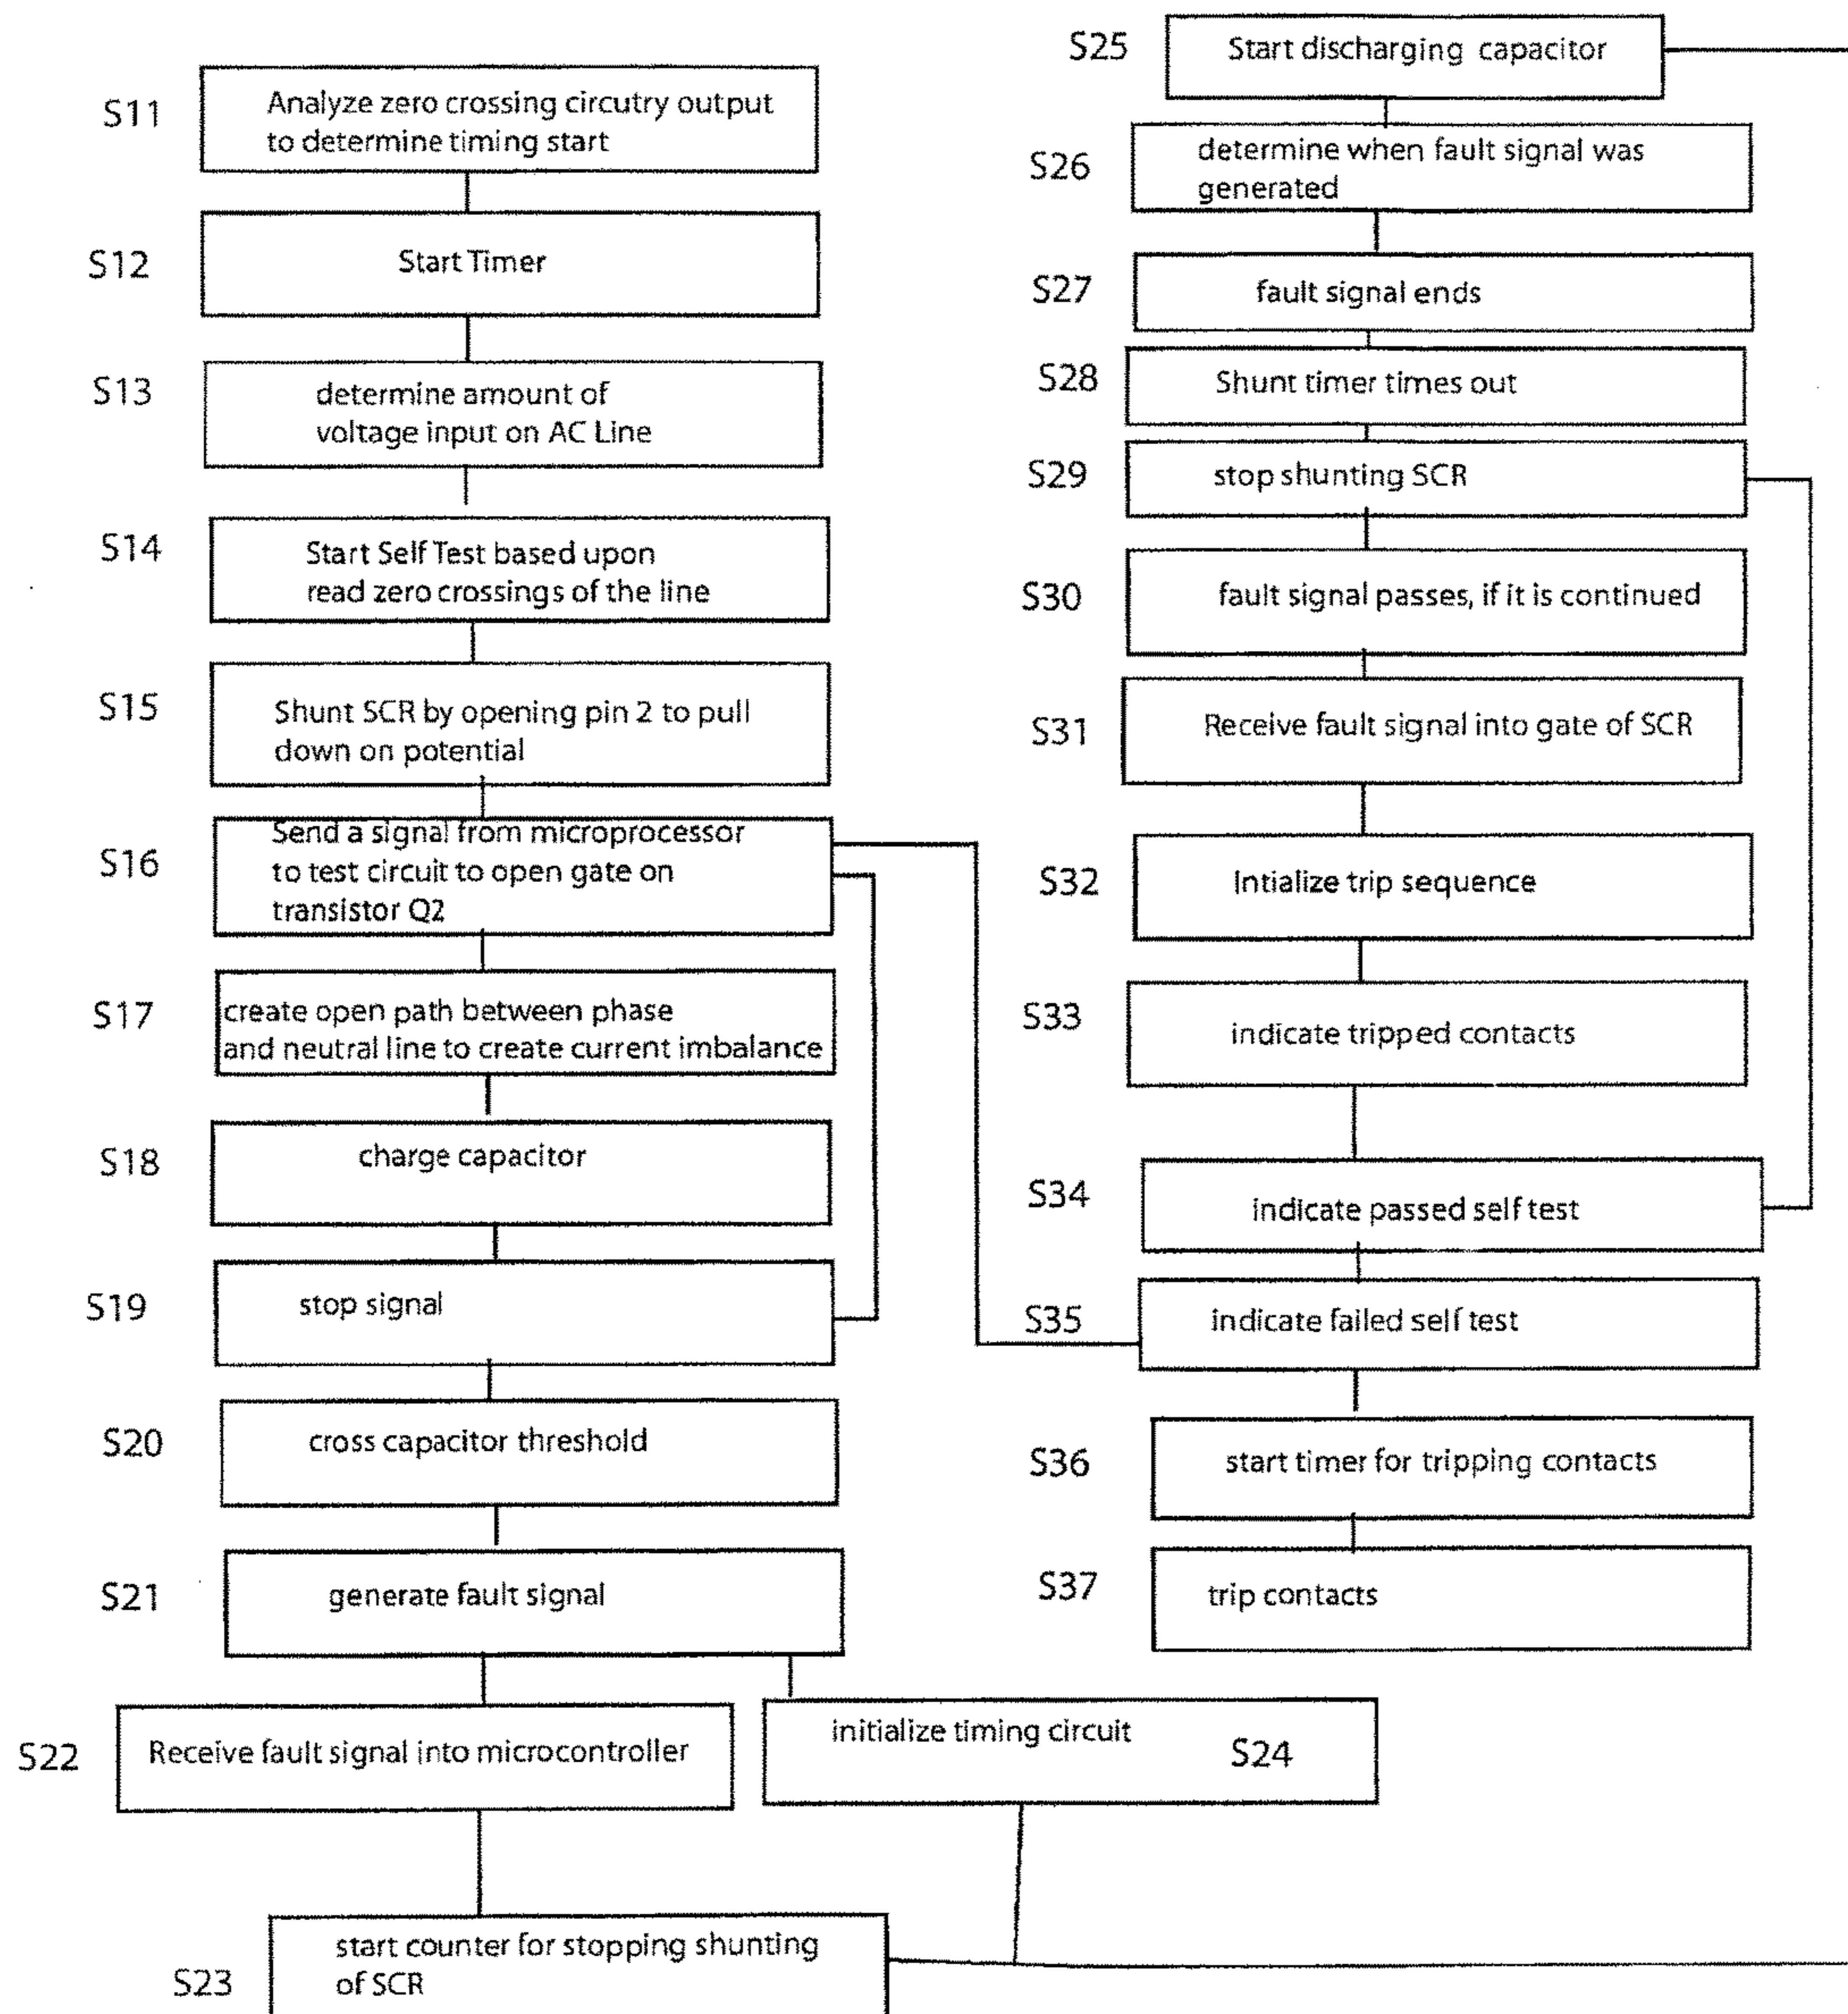 S11
Analyze zero crossing circutry output
to determine timing start
S12
Start Timer
S13
determine amount of
voltage input on AC Line
S14
Start Self Test based upon
read zero crossings of the line
S15
Shunt SCR by opening pin 2 to pull
down on potential
S16
Send a signal from microprocessor
to test circuit to open gate on
transistor Q2
S17
create open path between phase
and neutral line to create current imbalance
S18
charge capacitor
S19
stop signal
S20
cross capacitor threshold
S21
generate fault signal
S22
Receive fault signal into microcontroller
initialize timing circuit
S24
S23
start counter for stopping shunting
of SCR
S25
Start discharging capacitor
S26
determine when fault signal was
generated
S27
fault signal ends
S28
Shunt timer times out
S29
stop shunting SCR
S30
fault signal passes, if it is continued
S31
Receive fault signal into gate of SCR
S32
Intialize trip sequence
S33
indicate tripped contacts
S34
indicate passed self test
S35
indicate failed self test
S36
start timer for tripping contacts
S37
trip contacts